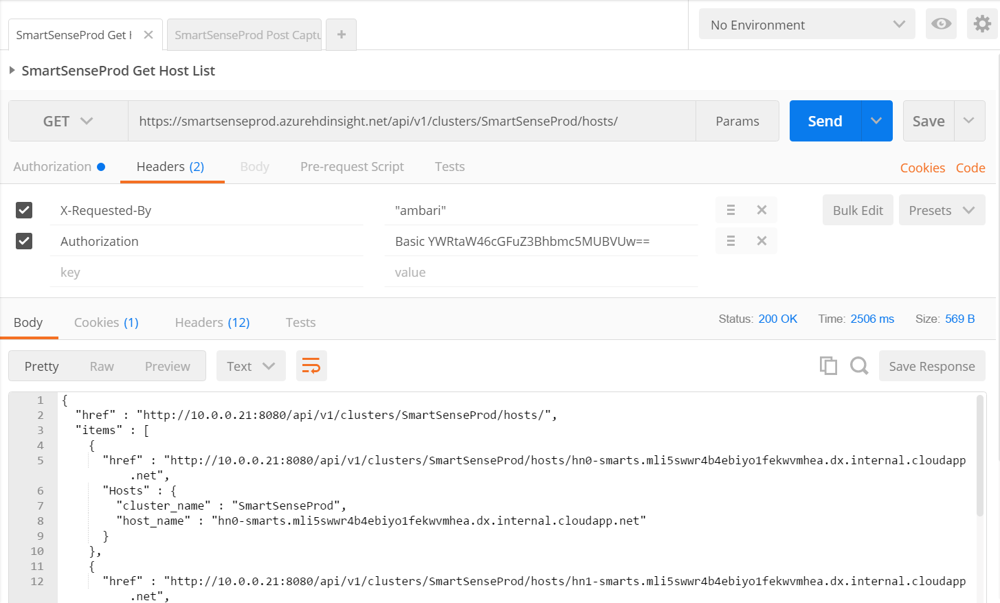 SmartSenseProd Get H
SmartSenseProd Post Captu
No Environment
SmartSenseProd Get Host List
GET
https://smartsenseprod.azurehdinsight.net/api/v1/clusters/SmartSenseProd/hosts/
Params
Send
Save
Authorization
Headers (2)
Body
Pre-request Script
Tests
Cookies
Code
X-Requested-By
"ambari"
Bulk Edit
Presets
Authorization
Basic YWRtaW46cGFuZ3Bhbmc5MUBVUw==
key
value
Body
Cookies (1)
Headers (12)
Tests
Status: 200 OK
Time: 2506 ms
Size: 569 B
Pretty
Raw
Preview
Text
Save Response
1 {
2 "href" : "http://10.0.0.21:8080/api/v1/clusters/SmartSenseProd/hosts/",
3 "items" : [
4 {
5 "href" : "http://10.0.0.21:8080/api/v1/clusters/SmartSenseProd/hosts/hn0-smarts.mli5swwr4b4ebiyo1fekwvmhea.dx.internal.cloudapp
.net",
6 "Hosts" : {
7 "cluster_name" : "SmartSenseProd",
8 "host_name" : "hn0-smarts.mli5swwr4b4ebiyo1fekwvmhea.dx.internal.cloudapp.net"
9 }
10 },
11 {
12 "href" : "http://10.0.0.21:8080/api/v1/clusters/SmartSenseProd/hosts/hn1-smarts.mli5swwr4b4ebiyo1fekwvmhea.dx.internal.cloudapp
.net",